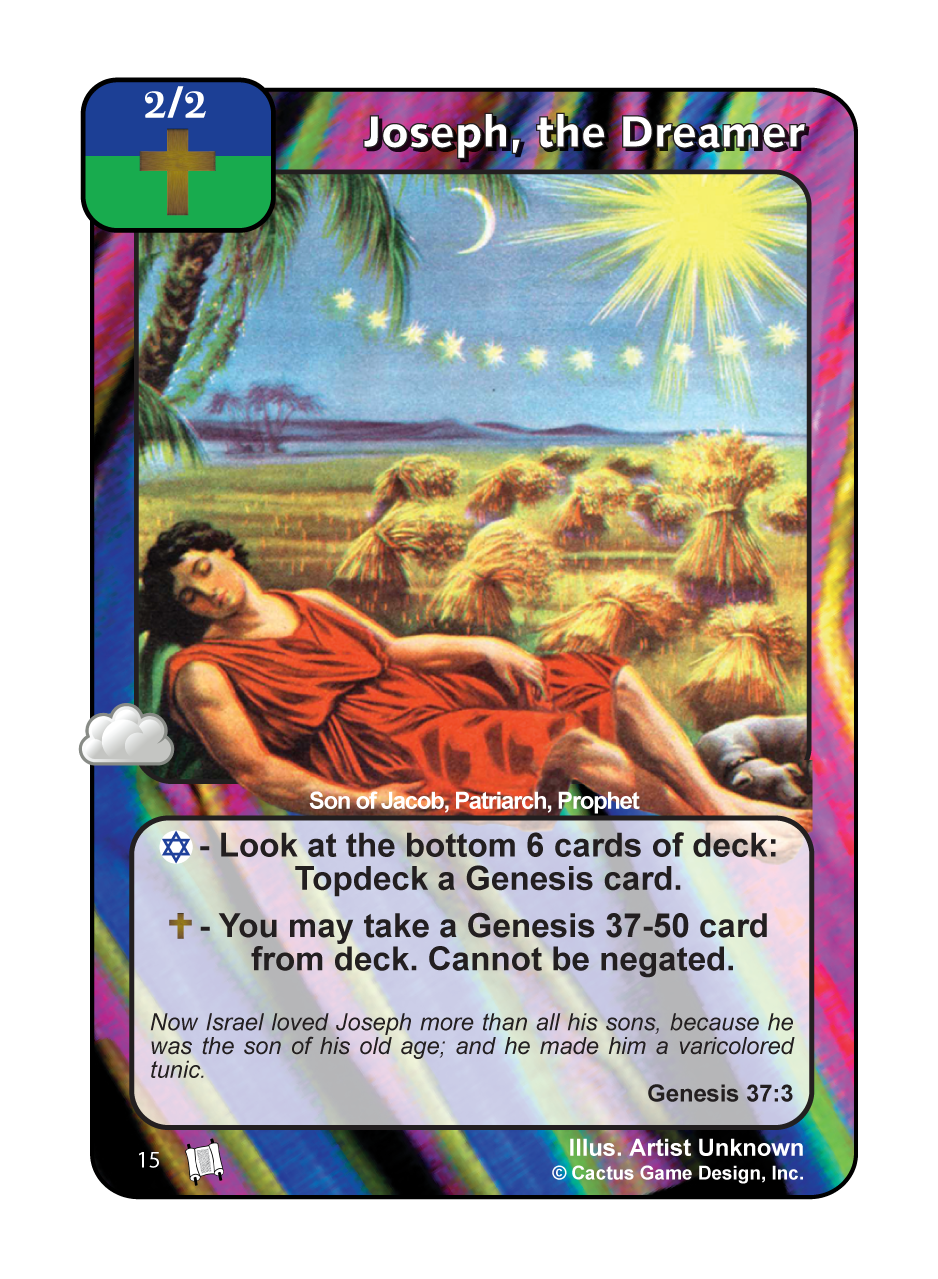 2/2
Joseph, the Dreamer
Son of Jacob, Patriarch, Prophet
- Look at the bottom 6 cards of deck:
Topdeck a Genesis card.
- You may take a Genesis 37-50 card
from deck. Cannot be negated.
Now Israel loved Joseph more than all his sons, because he
was the son of his old age; and he made him a varicolored
tunic.
Genesis 37:3
15
Illus. Artist Unknown
© Cactus Game Design, Inc.